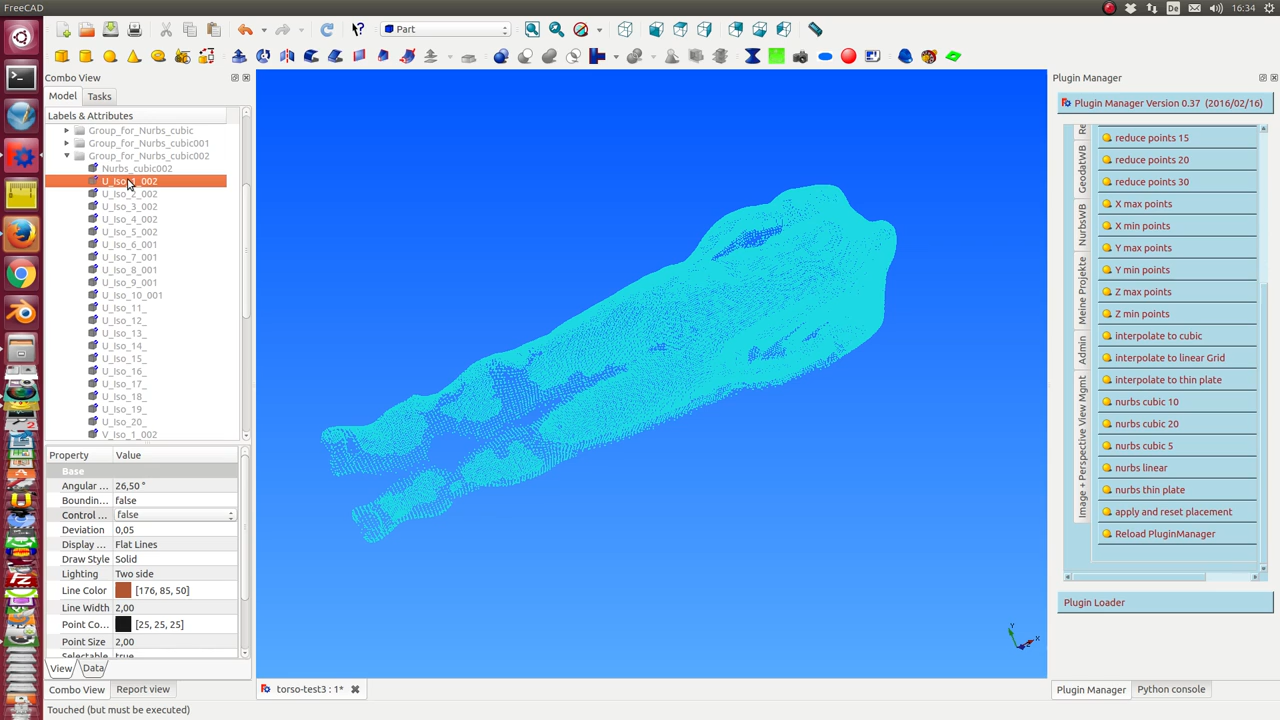 FreeCAD
De
16:34
Part
Combo View
Model
Tasks
Labels & Attributes
Group_for_Nurbs_cubic
Group_for_Nurbs_cubic001
Group_for_Nurbs_cubic002
Nurbs_cubic002
U_Iso_1_002
U_Iso_2_002
U_Iso_3_002
U_Iso_4_002
U_Iso_5_002
U_Iso_6_001
U_Iso_7_001
U_Iso_8_001
U_Iso_9_001
U_Iso_10_001
U_Iso_11_
U_Iso_12_
U_Iso_13_
U_Iso_14_
U_Iso_15_
U_Iso_16_
U_Iso_17_
U_Iso_18_
U_Iso_19_
U_Iso_20_
V_Iso_1_002
Property Value
Base
Angular ... 26,50 °
Boundin... false
Control ... false
Deviation 0,05
Display ... Flat Lines
Draw Style Solid
Lighting Two side
Line Color [176, 85, 50]
Line Width 2,00
Point Co... [25, 25, 25]
Point Size 2,00
Selectable true
View Data
Combo View Report view
Touched (but must be executed)
torso-test3 : 1*
Y
X
Plugin Manager
Plugin Manager Version 0.37 (2016/02/16)
GeodatWB
NurbsWB
Meine Projekte
Admin
Image + Perspective View Mgmt
reduce points 15
reduce points 20
reduce points 30
X max points
X min points
Y max points
Y min points
Z max points
Z min points
interpolate to cubic
interpolate to linear Grid
interpolate to thin plate
nurbs cubic 10
nurbs cubic 20
nurbs cubic 5
nurbs linear
nurbs thin plate
apply and reset placement
Reload PluginManager
Plugin Loader
Plugin Manager Python console